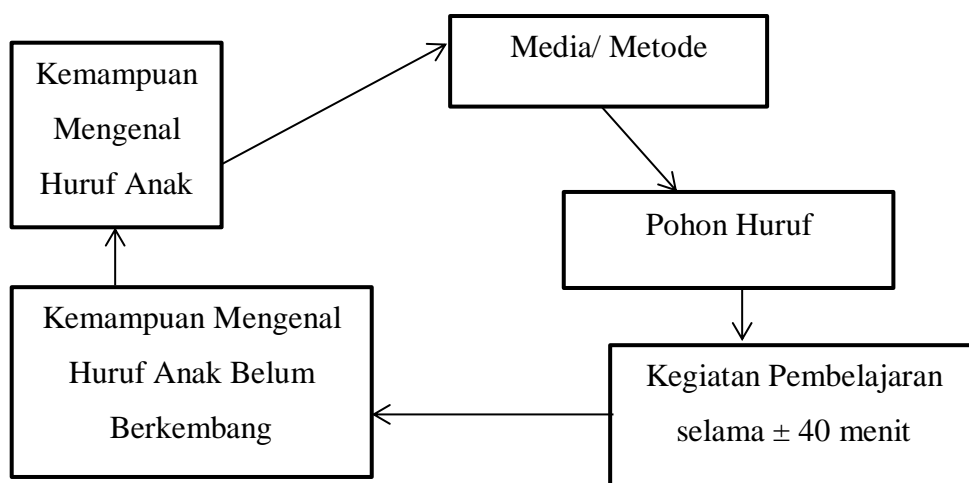 Kemampuan
Mengenal
Huruf Anak
Media/ Metode
Pohon Huruf
Kegiatan Pembelajaran
selama ± 40 menit
Kemampuan Mengenal
Huruf Anak Belum
Berkembang